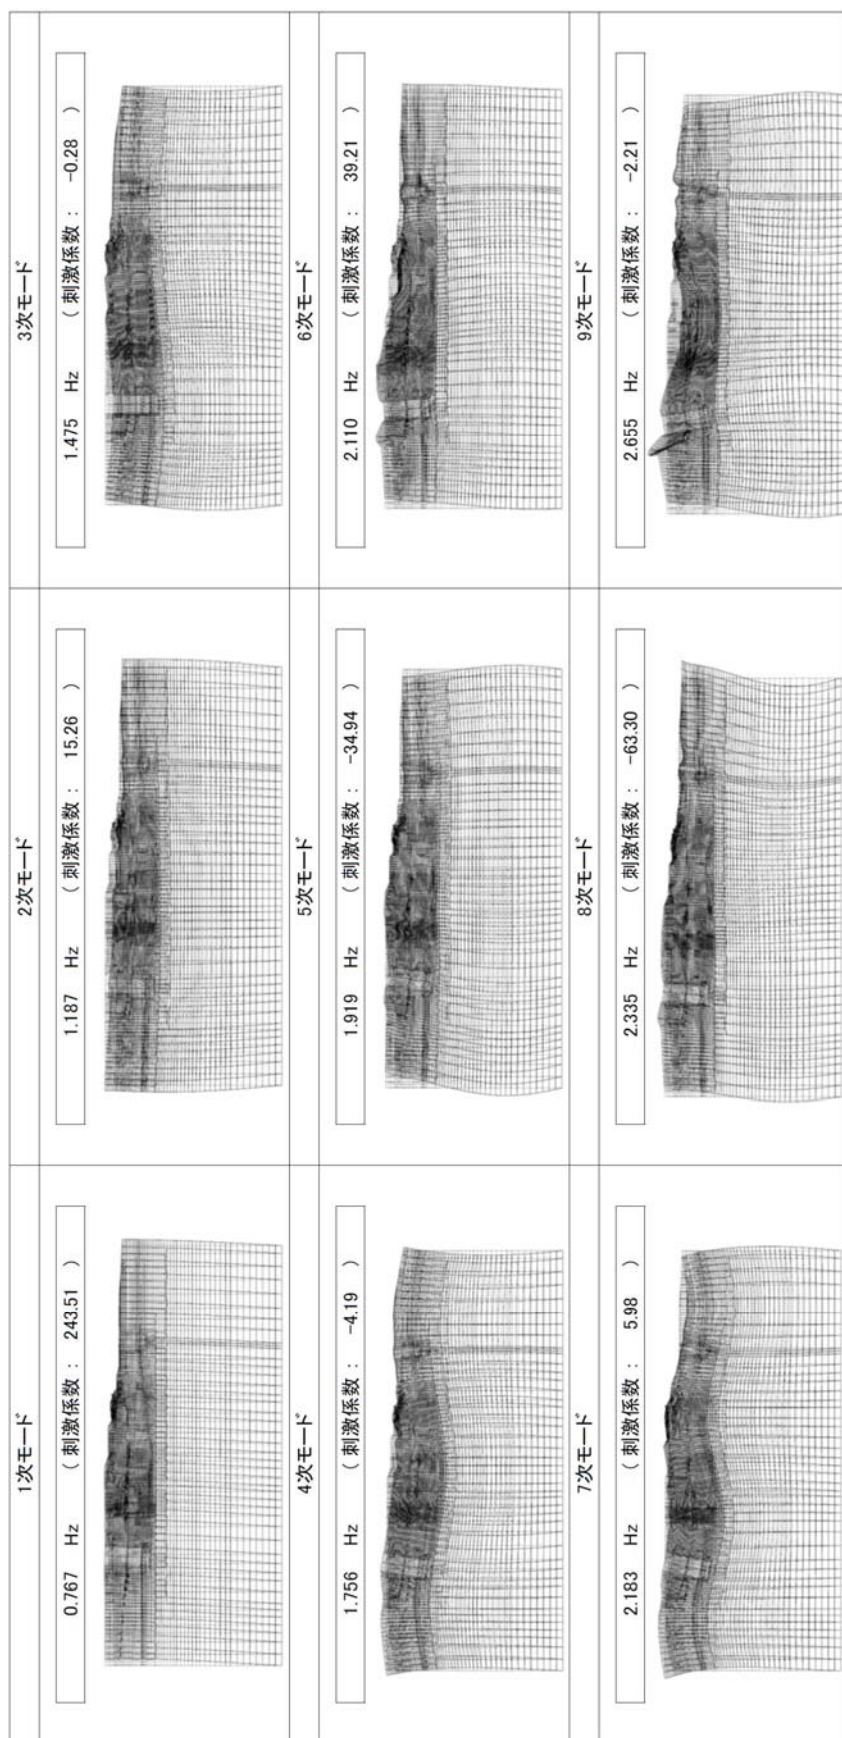 1次モード
0.767 Hz （ 刺激係数 ： 243.51 ）
2次モード
1.187 Hz （ 刺激係数 ： 15.26 ）
3次モード
1.475 Hz （ 刺激係数 ： -0.28 ）
4次モード
1.756 Hz （ 刺激係数 ： -4.19 ）
5次モード
1.919 Hz （ 刺激係数 ： -34.94 ）
6次モード
2.110 Hz （ 刺激係数 ： 39.21 ）
7次モード
2.183 Hz （ 刺激係数 ： 5.98 ）
8次モード
2.335 Hz （ 刺激係数 ： -63.30 ）
9次モード
2.655 Hz （ 刺激係数 ： -2.21 ）